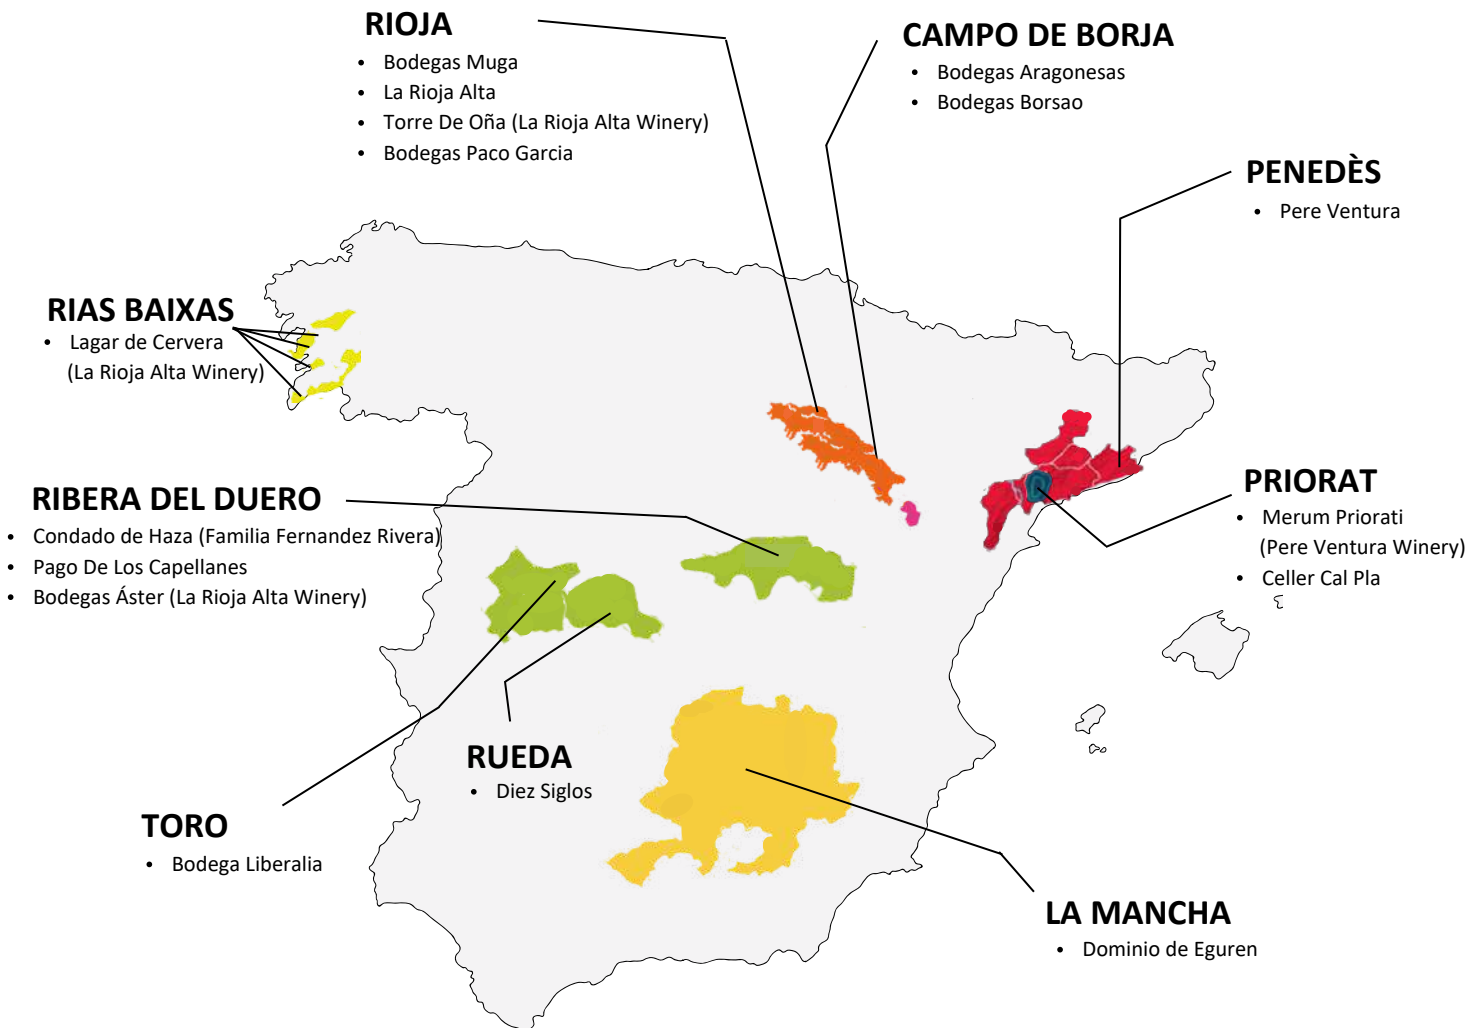 RIOJA
• Bodegas Muga
• La Rioja Alta
• Torre De Oña (La Rioja Alta Winery)
• Bodegas Paco Garcia
CAMPO DE BORJA
• Bodegas Aragonesas
• Bodegas Borsao
PENEDÈS
• Pere Ventura
RIAS BAIXAS
• Lagar de Cervera
(La Rioja Alta Winery)
RIBERA DEL DUERO
• Condado de Haza (Familia Fernandez Rivera)
• Pago De Los Capellanes
• Bodegas Áster (La Rioja Alta Winery)
PRIORAT
• Merum Priorati
(Pere Ventura Winery)
• Celler Cal Pla
RUEDA
• Diez Siglos
TORO
• Bodega Liberalia
LA MANCHA
• Dominio de Eguren